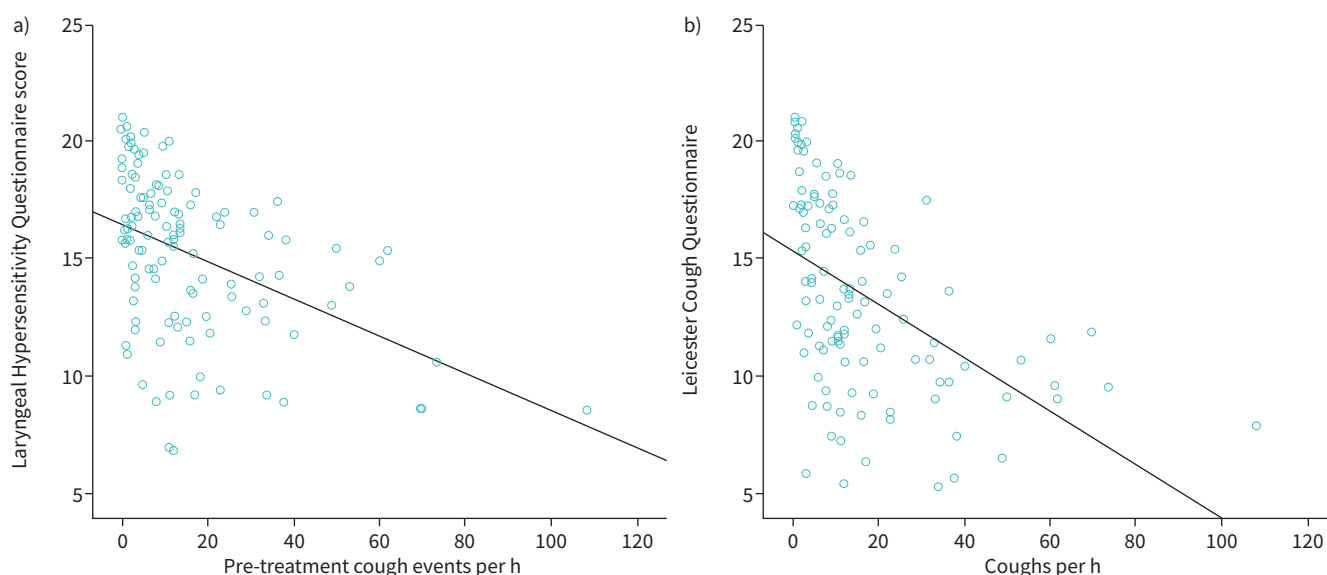 a)
Laryngeal Hypersensitivity Questionnaire score
25
20
15
10
5
0 20 40 60 80 100 120
Pre-treatment cough events per h
b)
Leicester Cough Questionnaire
25
20
15
10
5
0 20 40 60 80 100 120
Coughs per h